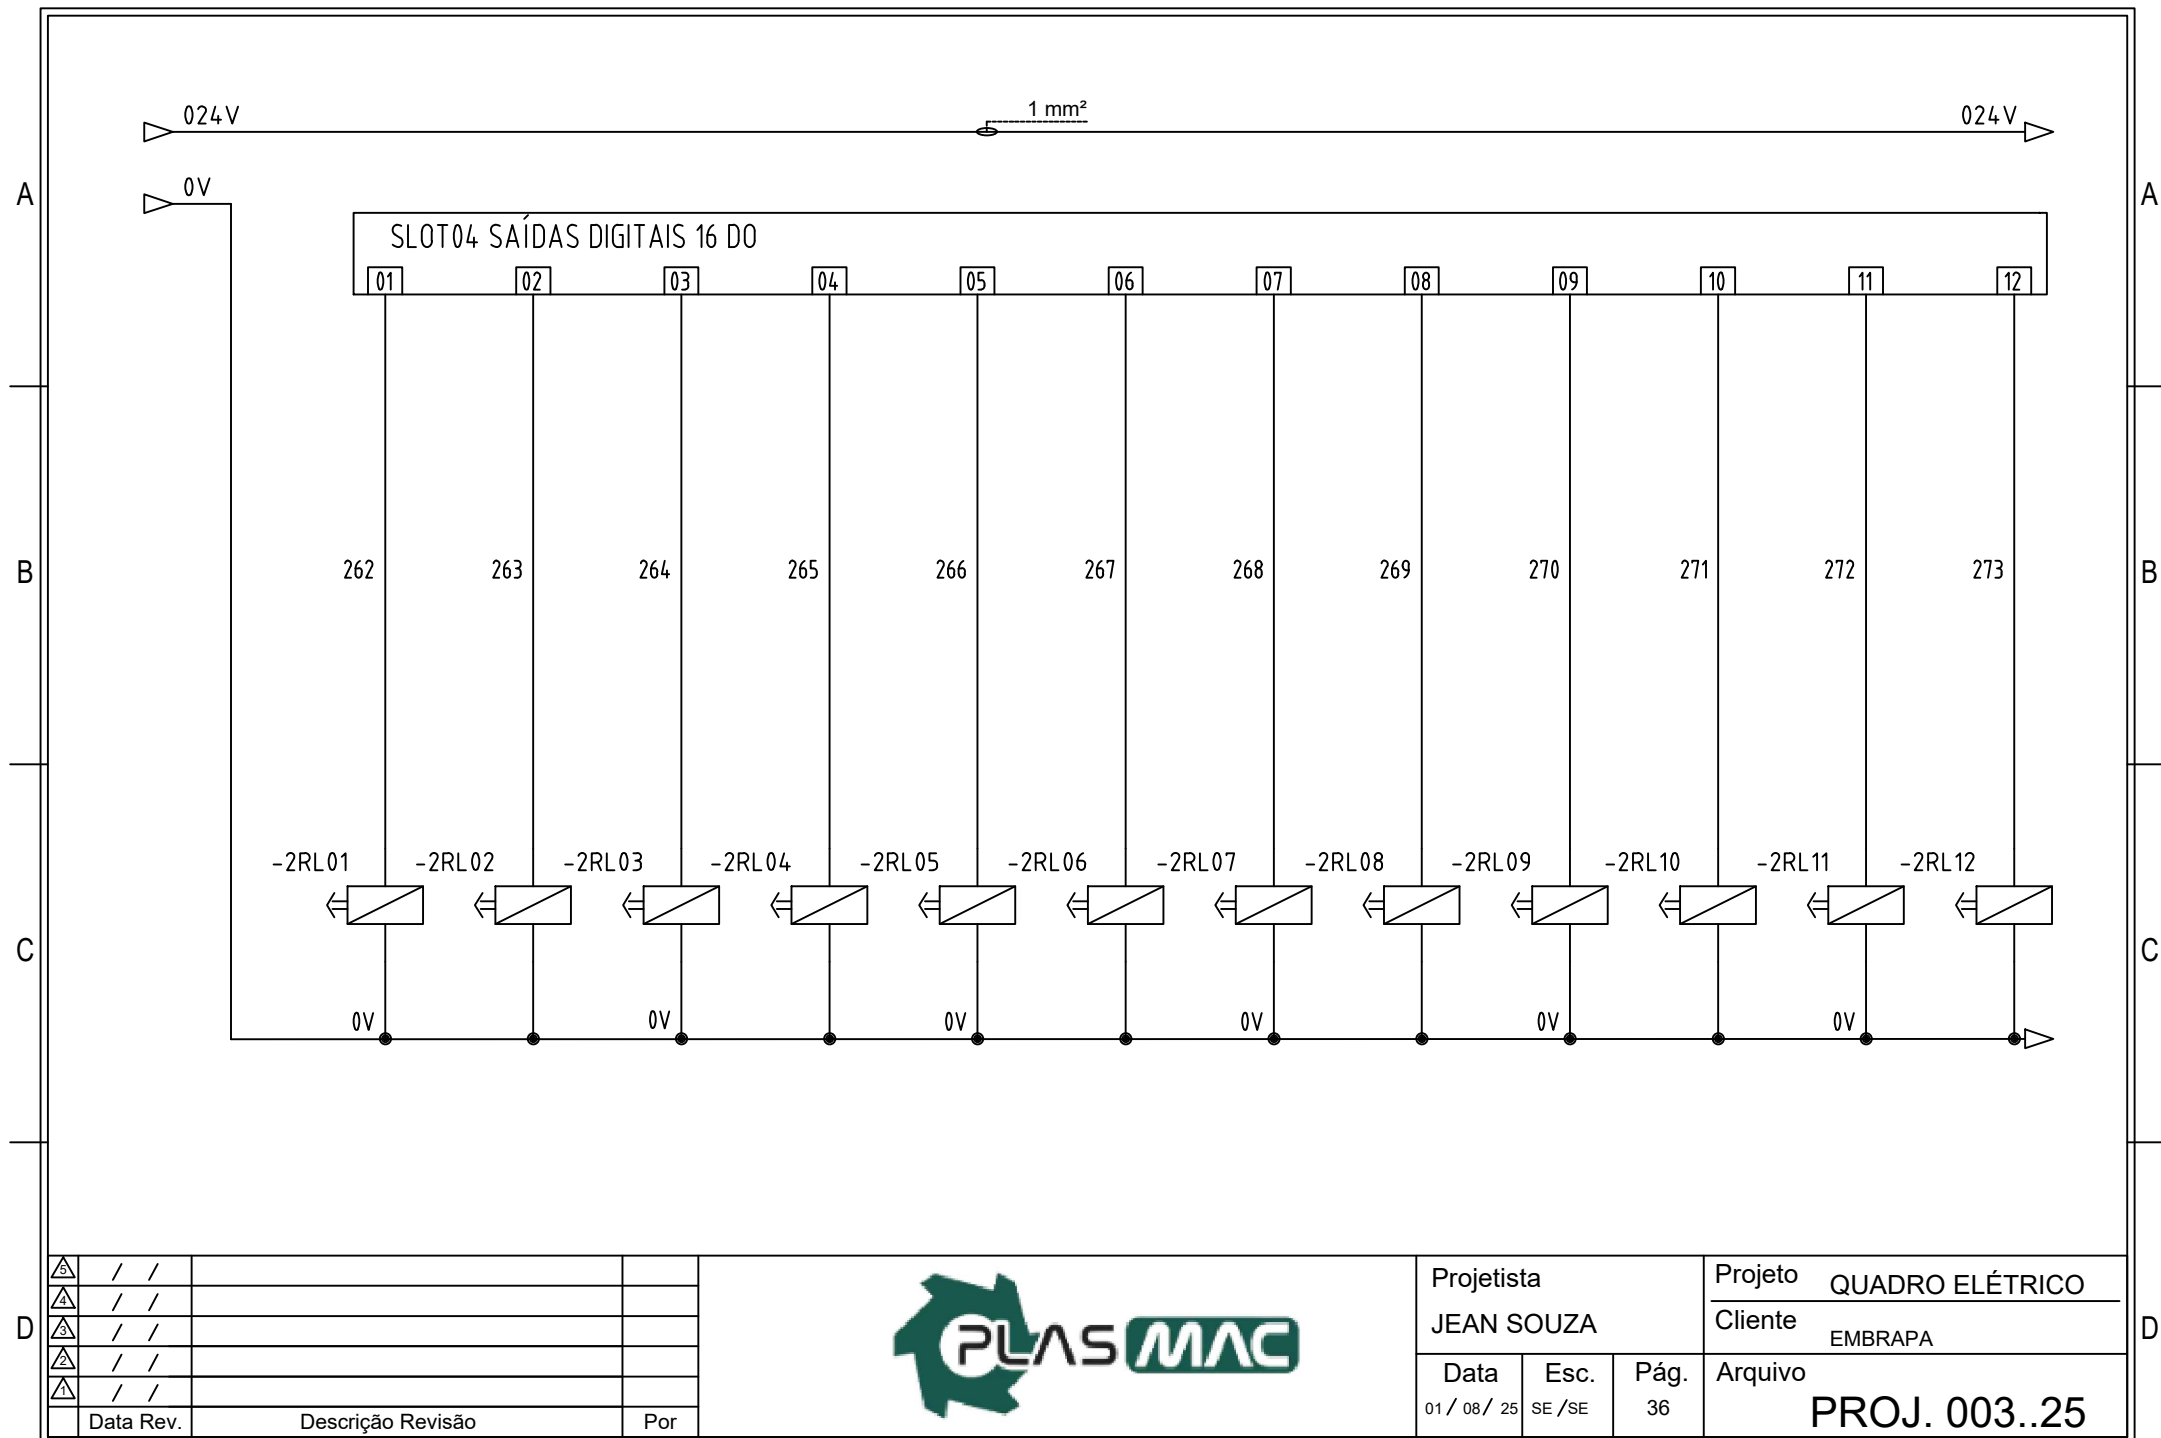 024V 1 mm² 024V
0V
A A
SLOT04 SAÍDAS DIGITAIS 16 DO
01 02 03 04 05 06 07 08 09 10 11 12
B 262 263 264 265 266 267 268 269 270 271 272 273 B
-2RL01 -2RL02 -2RL03 -2RL04 -2RL05 -2RL06 -2RL07 -2RL08 -2RL09 -2RL10 -2RL11 -2RL12
C C
0V 0V 0V 0V 0V 0V
5 / /
4 / /
3 / /
2 / /
1 / /
Data Rev. Descrição Revisão Por
D D
PLASMAC
Projetista
JEAN SOUZA
Data Esc. Pág.
01 / 08 / 25 SE / SE 36
Projeto QUADRO ELÉTRICO
Cliente EMBRAPA
Arquivo
PROJ. 003..25